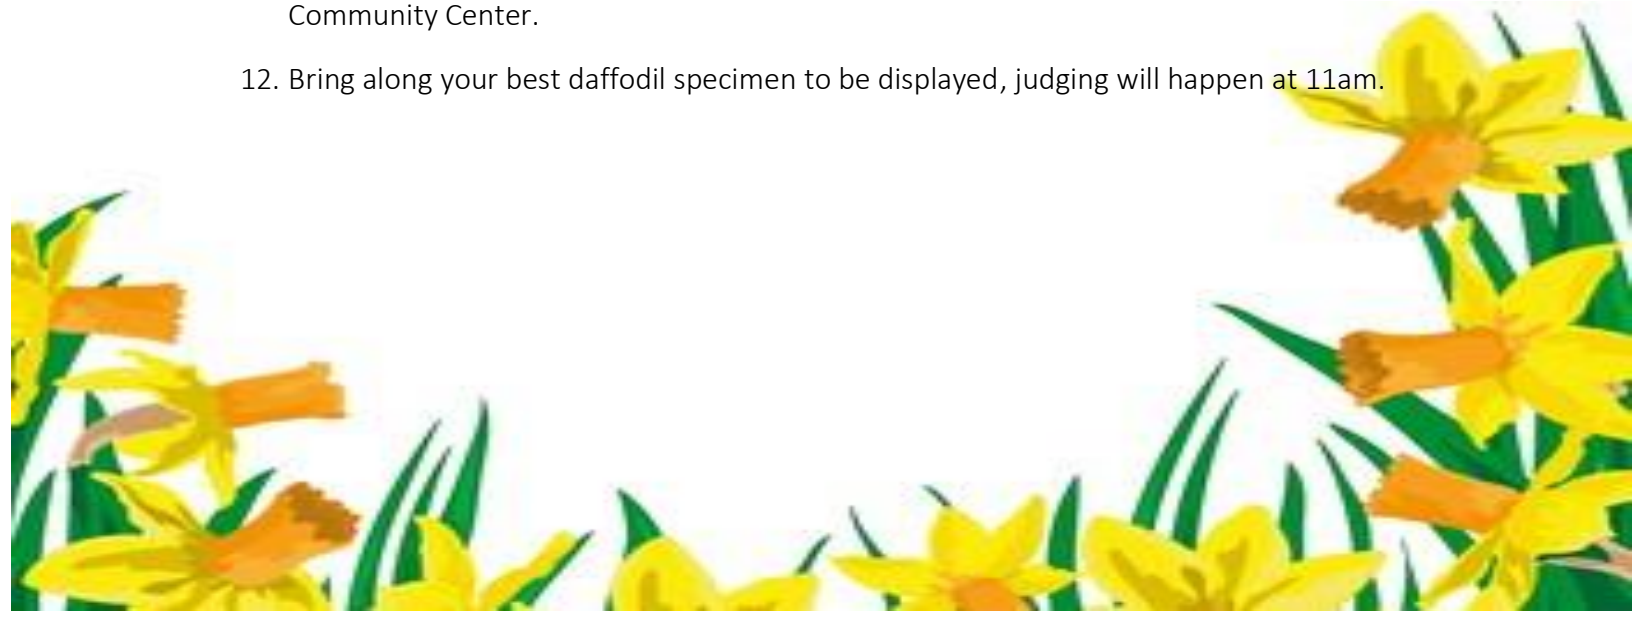 Community Center.
12. Bring along your best daffodil specimen to be displayed, judging will happen at 11am.